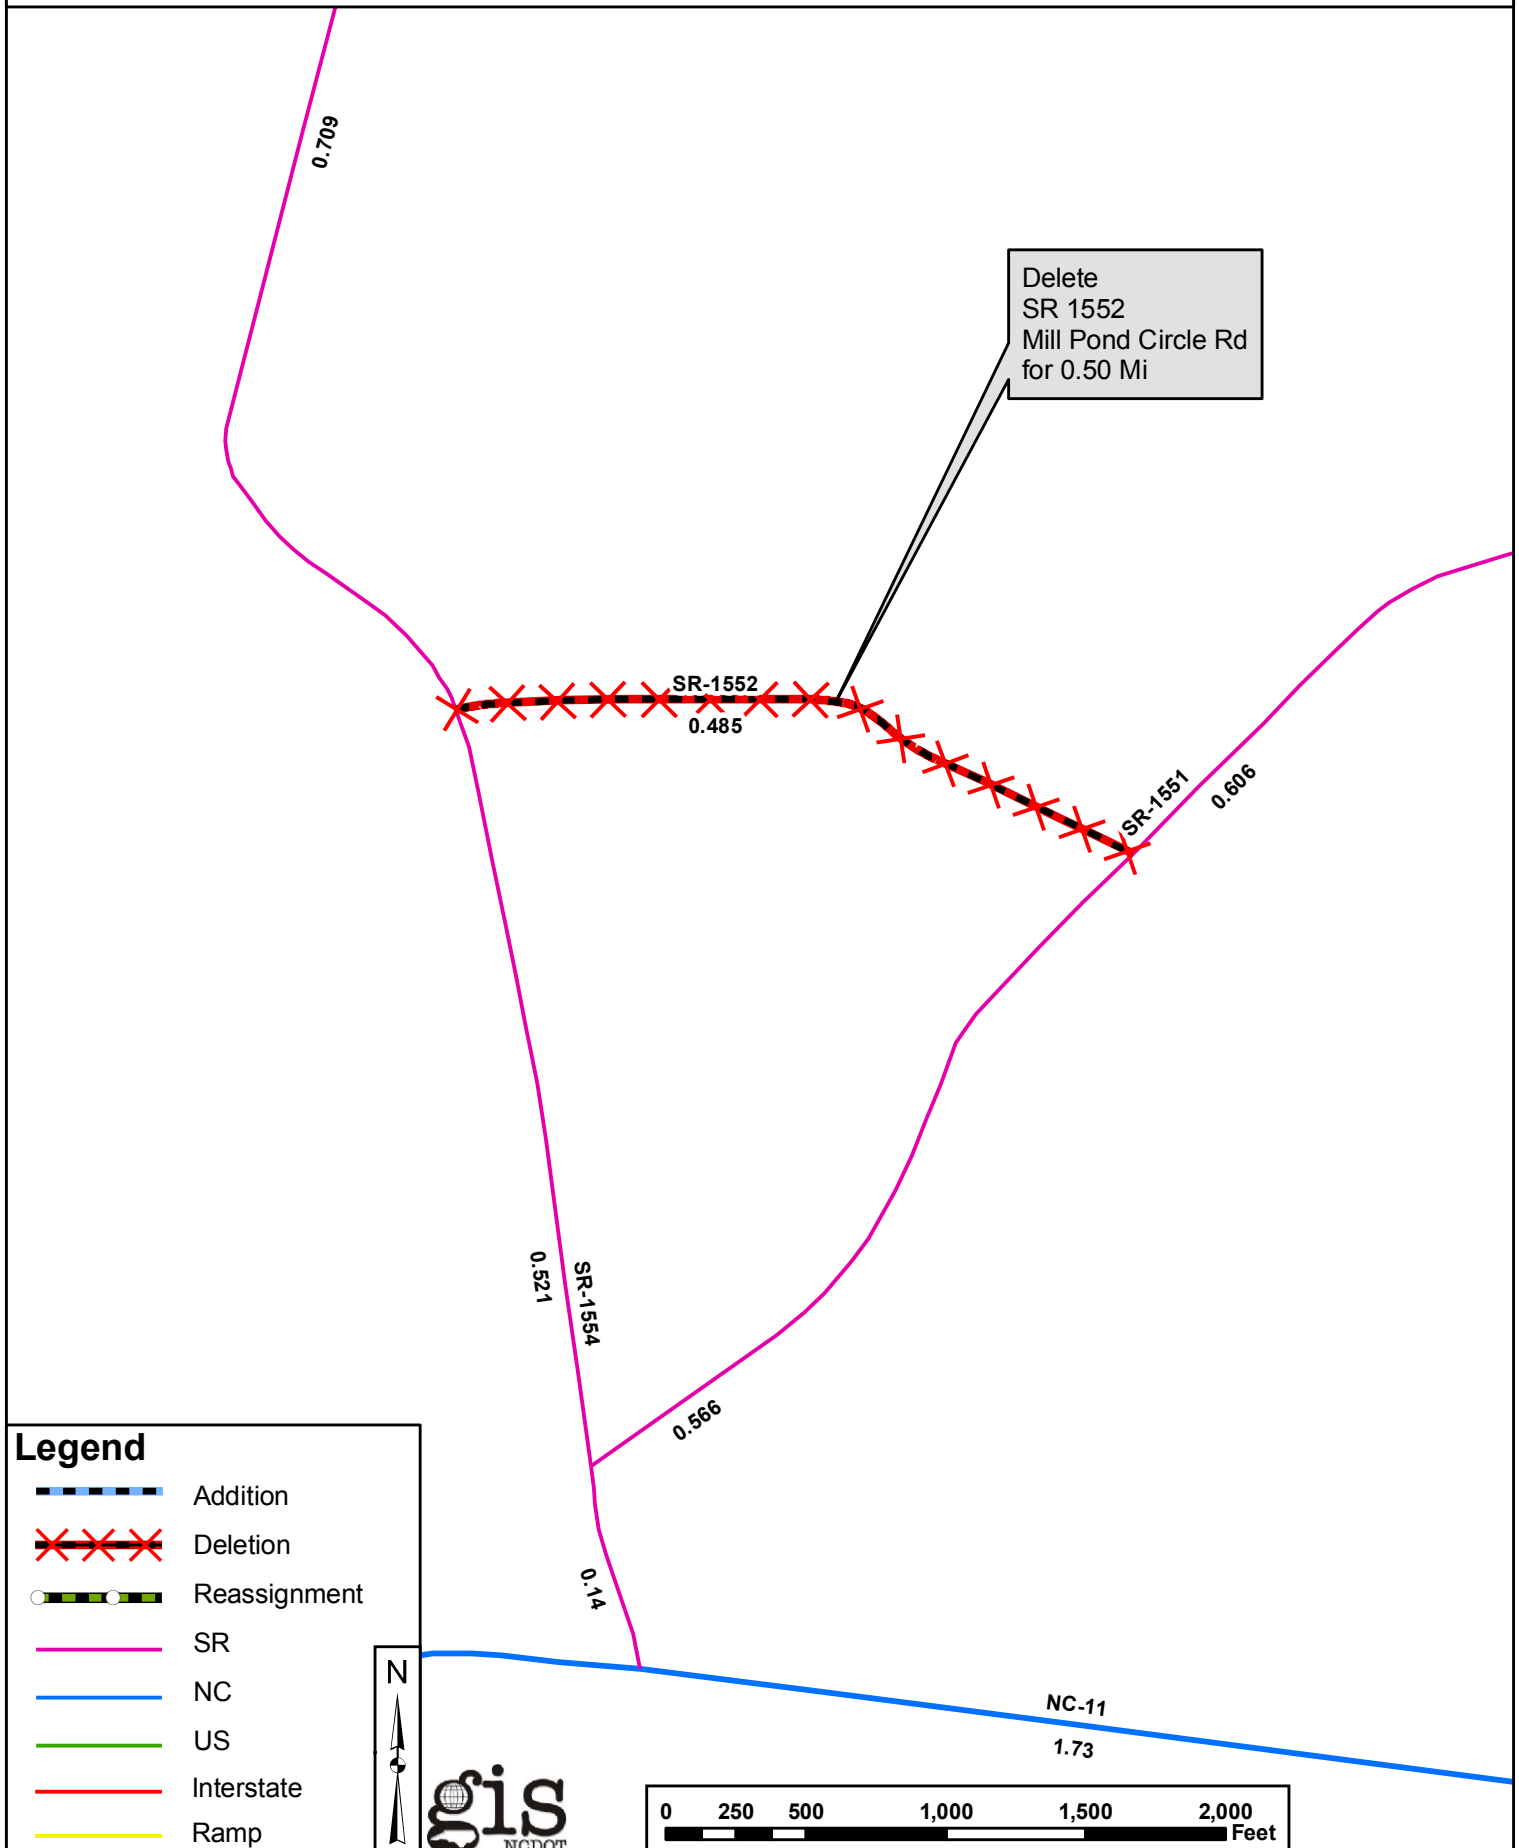 0.709
Delete
SR 1552
Mill Pond Circle Rd
for 0.50 Mi
SR-1552
0.485
SR-1551
0.606
0.521
SR-1554
0.566
0.14
Legend
Addition
Deletion
Reassignment
SR
NC
US
Interstate
Ramp
N
NC-11
1.73
gis
NCDOT
0 250 500 1,000 1,500 2,000
Feet